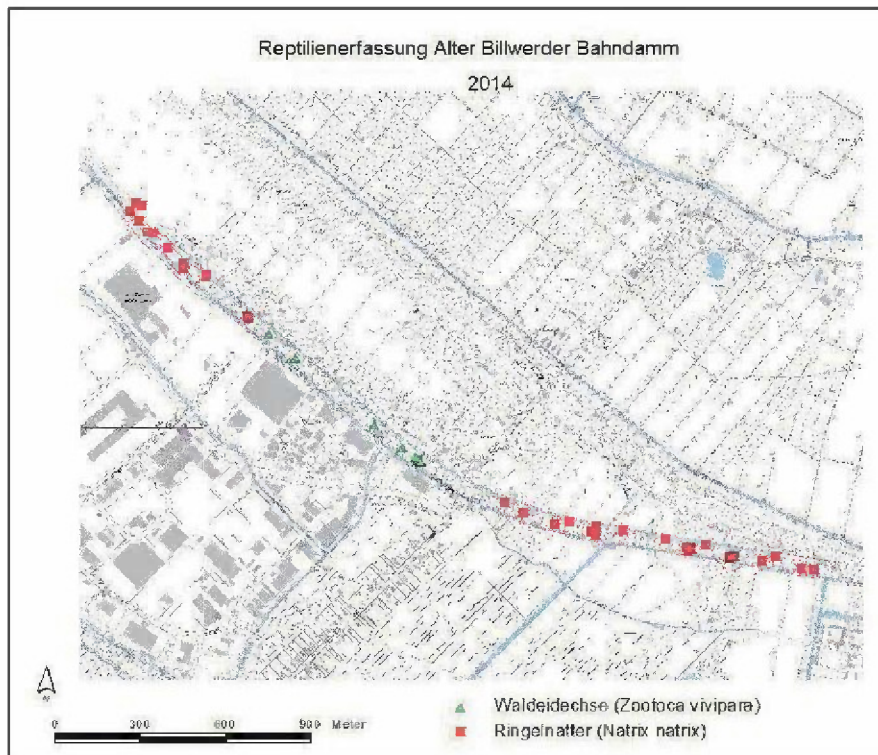 Reptilienerfassung Alter Billwerder Bahndamm
2014
Waldeidechse (Zootoca vivipara)
0 300 600 900 Meter
Ringelnatter (Natrix natrix)